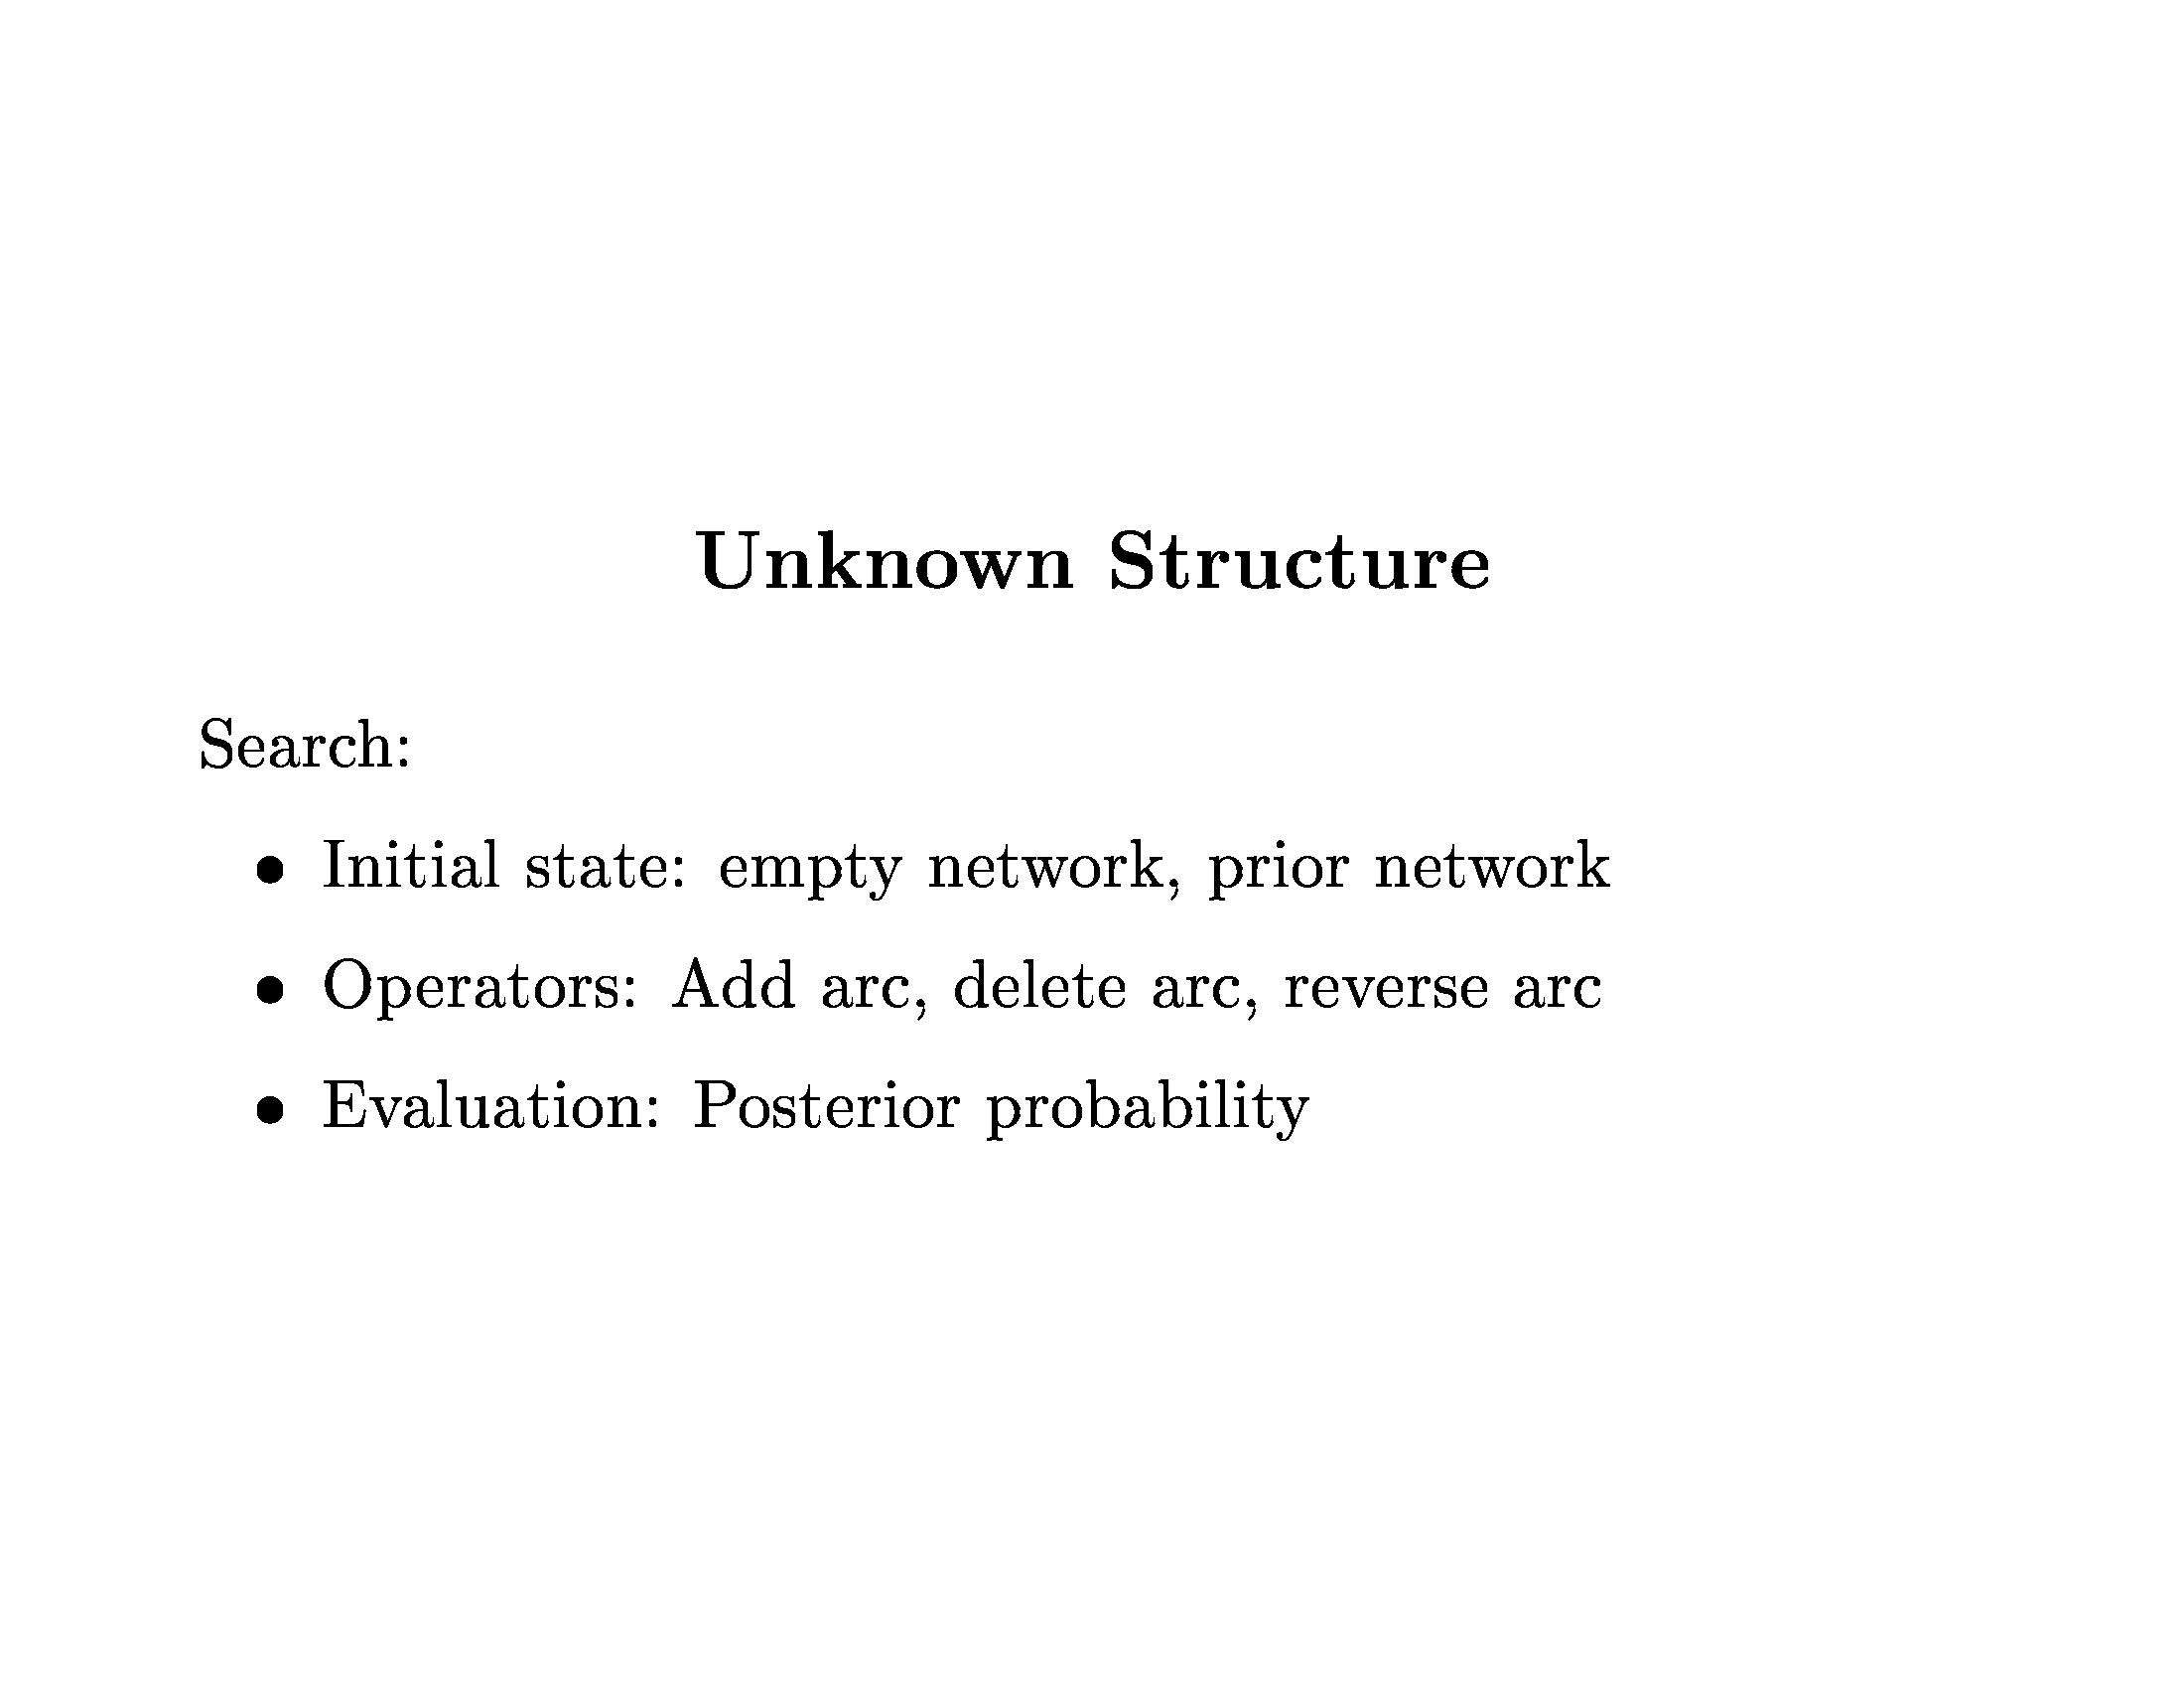 Unknown Structure
Search:
• Initial state: empty network, prior network
• Operators: Add arc, delete arc, reverse arc
• Evaluation: Posterior probability